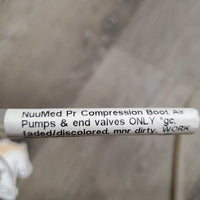 NuuMed Pr Compression Boot Air
Pumps & end valves ONLY *gc,
faded/discolored, mnr dirty, WORK